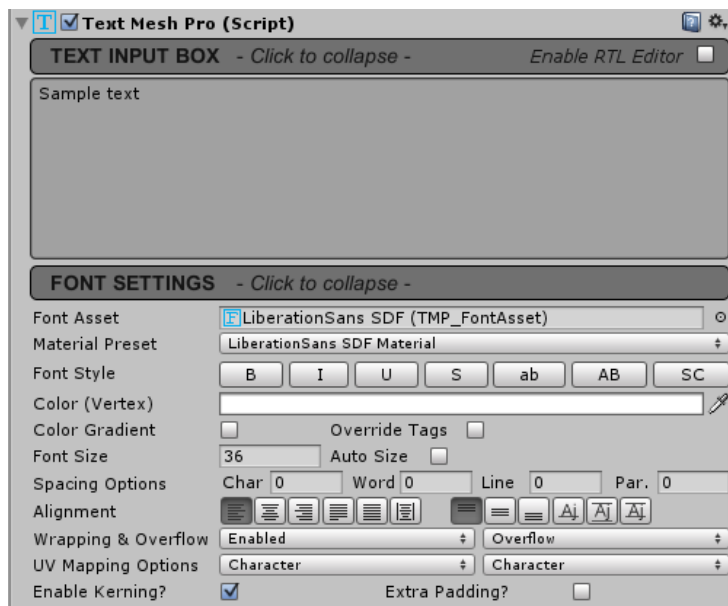 T Text Mesh Pro (Script)
TEXT INPUT BOX - Click to collapse - Enable RTL Editor
Sample text
FONT SETTINGS - Click to collapse -
Font Asset F LiberationSans SDF (TMP_FontAsset)
Material Preset LiberationSans SDF Material
Font Style B I U S ab AB SC
Color (Vertex)
Color Gradient Override Tags
Font Size 36 Auto Size
Spacing Options Char 0 Word 0 Line 0 Par. 0
Alignment Aj Aj Aj
Wrapping & Overflow Enabled Overflow
UV Mapping Options Character Character
Enable Kerning? Extra Padding?